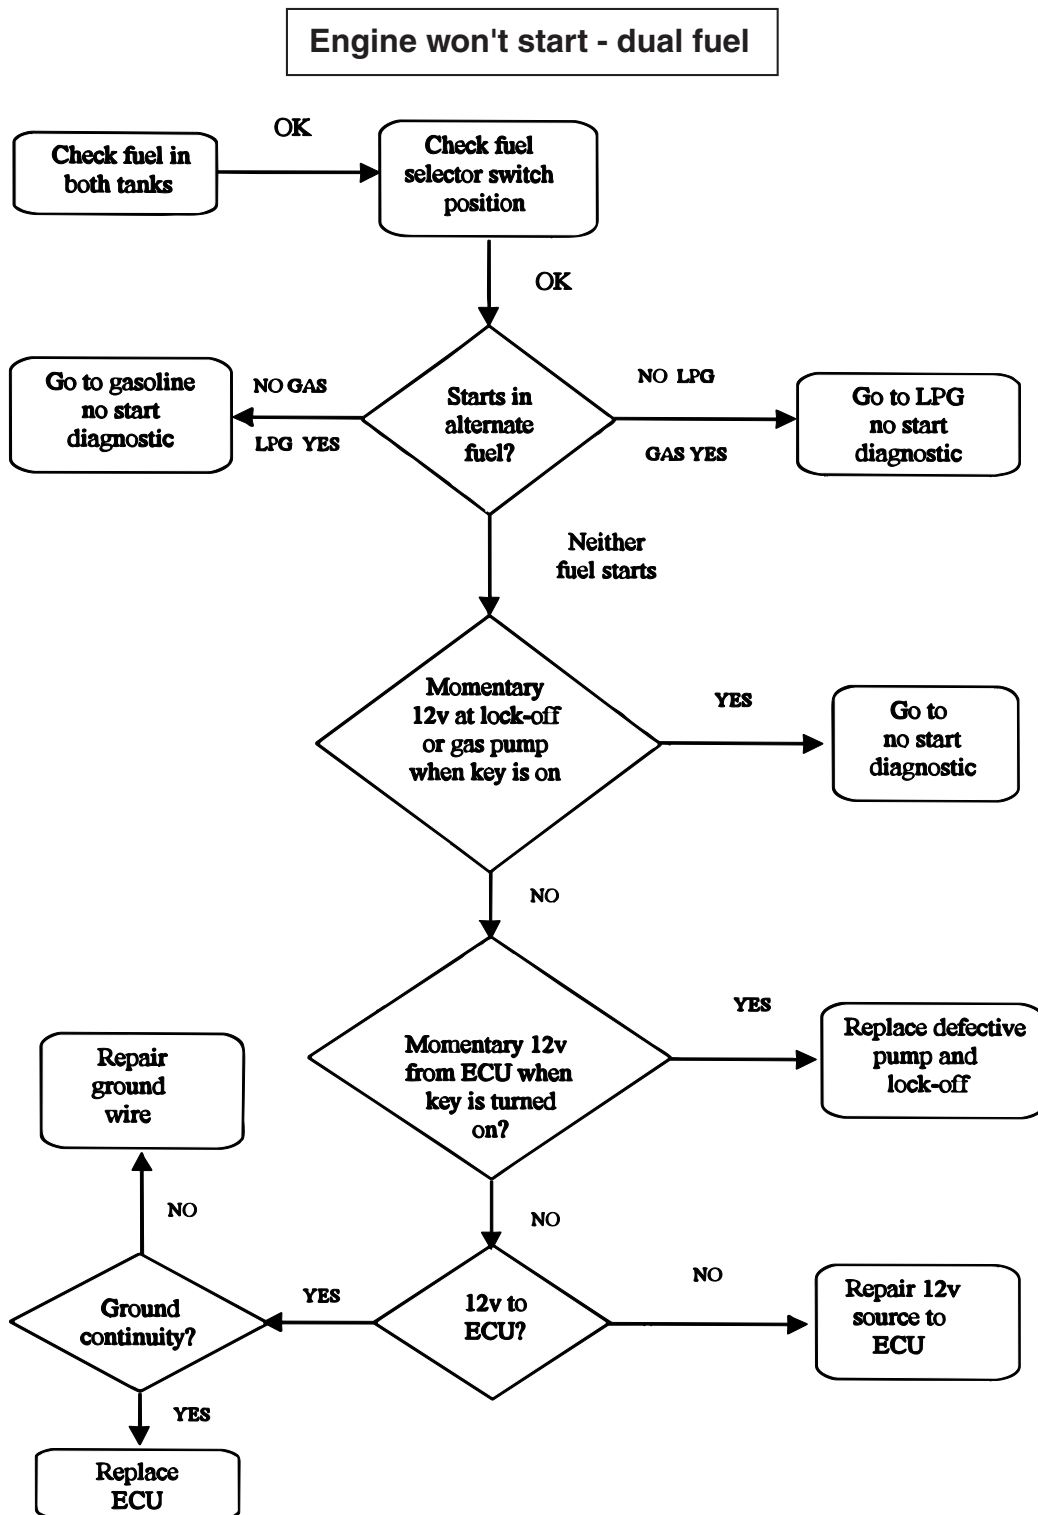 Engine won't start - dual fuel
Check fuel in
both tanks
OK
Check fuel
selector switch
position
OK
Starts in
alternate
fuel?
NO GAS
LPG YES
Go to gasoline
no start
diagnostic
NO LPG
GAS YES
Go to LPG
no start
diagnostic
Neither
fuel starts
Momentary
12v at lock-off
or gas pump
when key is on
YES
Go to
no start
diagnostic
NO
Momentary 12v
from ECU when
key is turned
on?
YES
Replace defective
pump and
lock-off
NO
12v to
ECU?
NO
Repair 12v
source to
ECU
YES
Ground
continuity?
NO
Repair
ground
wire
YES
Replace
ECU